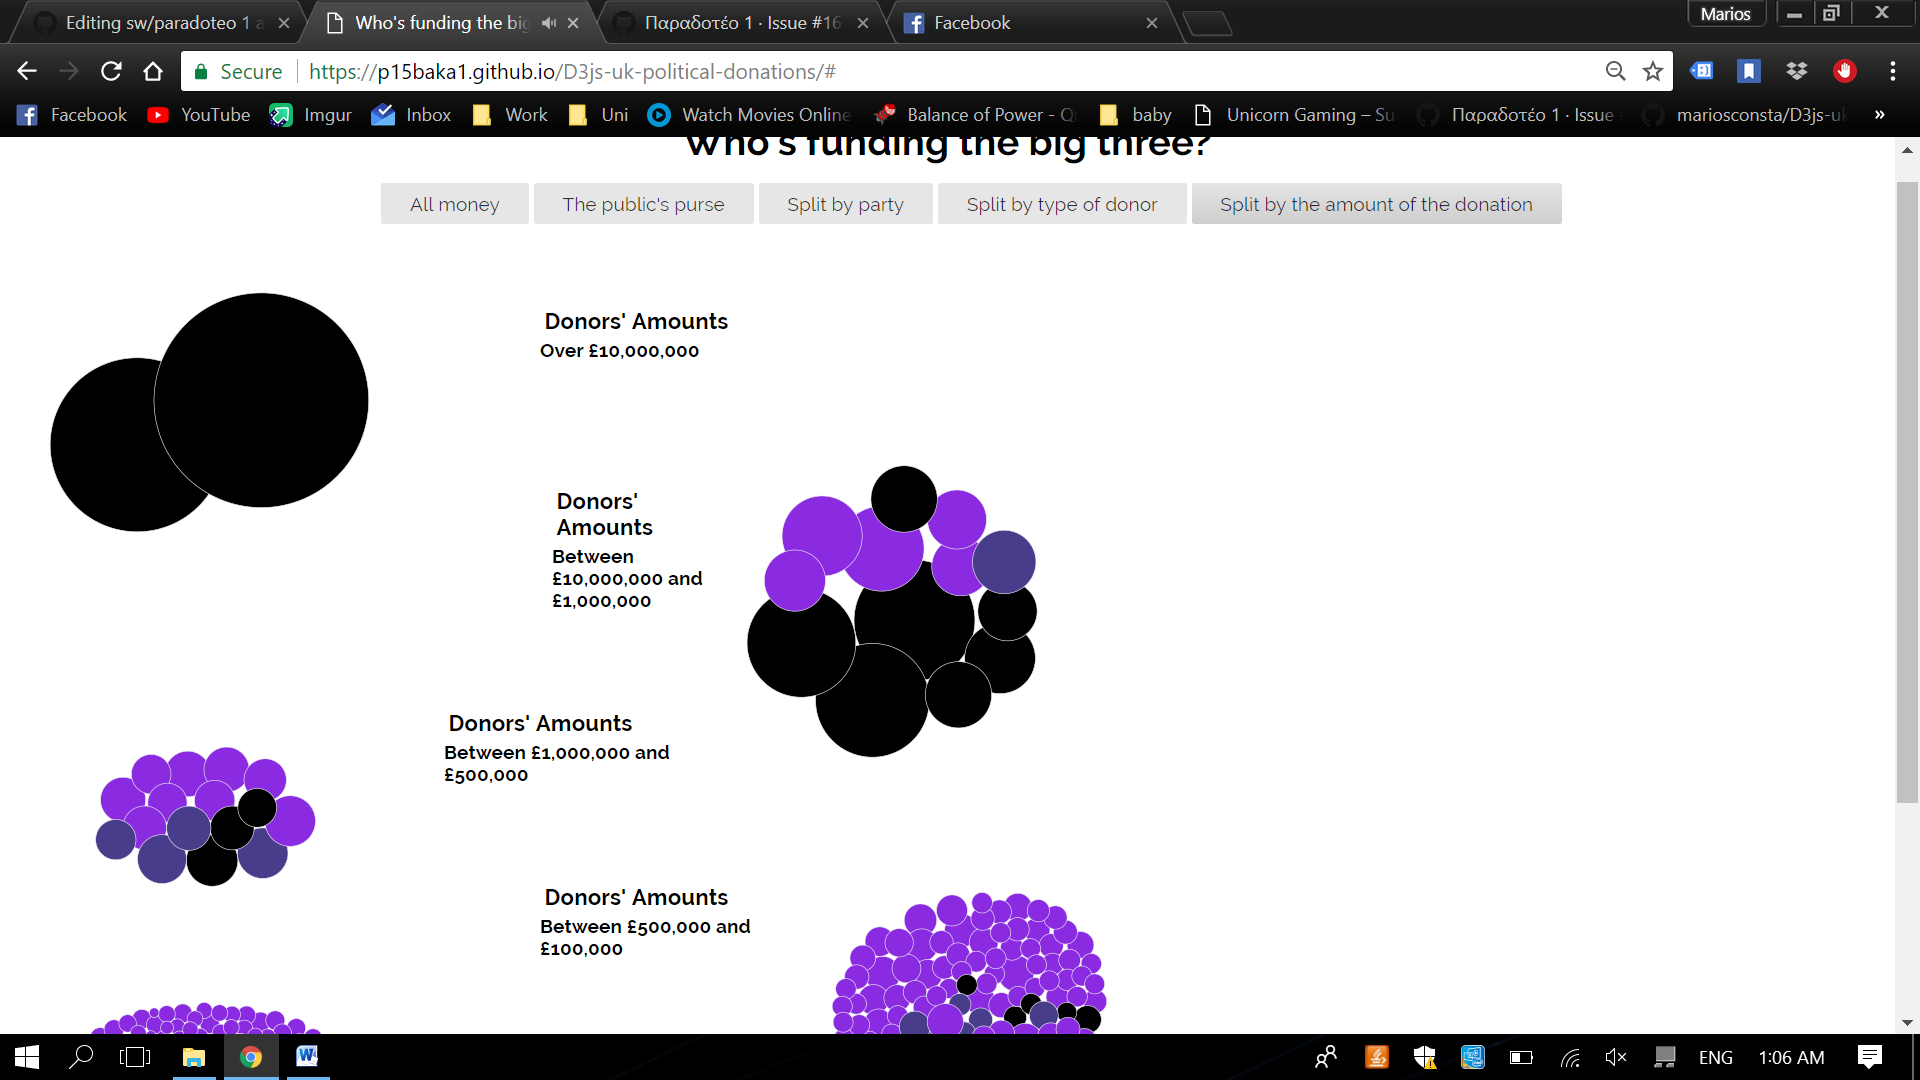 Editing sw/paradoteo 1 a
Who's funding the big
Παραδοτέο 1 · Issue #16
Facebook
Marios
Secure
https://p15baka1.github.io/D3js-uk-political-donations/#
Facebook
YouTube
Imgur
Inbox
Work
Uni
Watch Movies Online
Balance of Power - Q
baby
Unicorn Gaming – Su
Παραδοτέο 1 · Issue
mariosconsta/D3js-u
Who's funding the big three?
All money
The public's purse
Split by party
Split by type of donor
Split by the amount of the donation
Donors' Amounts
Over £10,000,000
Donors'
Amounts
Between
£10,000,000 and
£1,000,000
Donors' Amounts
Between £1,000,000 and
£500,000
Donors' Amounts
Between £500,000 and
£100,000
ENG
1:06 AM